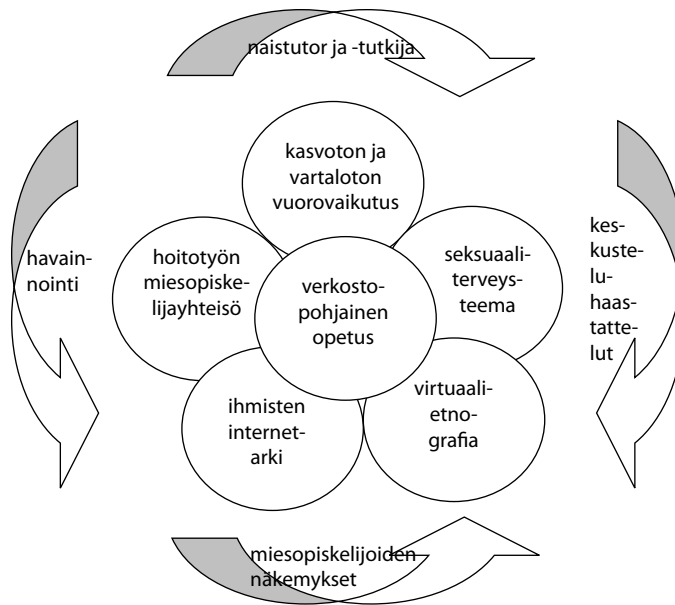 naistutor ja -tutkija
kasvoton ja
vartaloton
vuorovaikutus
havain-
nointi
hoitotyön
miesopiske-
lijayhteisö
verkosto-
pohjainen
opetus
seksuaali-
terveys-
teema
kes-
kuste-
lu-
haas-
tatte-
lut
ihmisten
internet-
arki
virtuaali-
etno-
grafia
miesopiskelijoiden
näkemykset